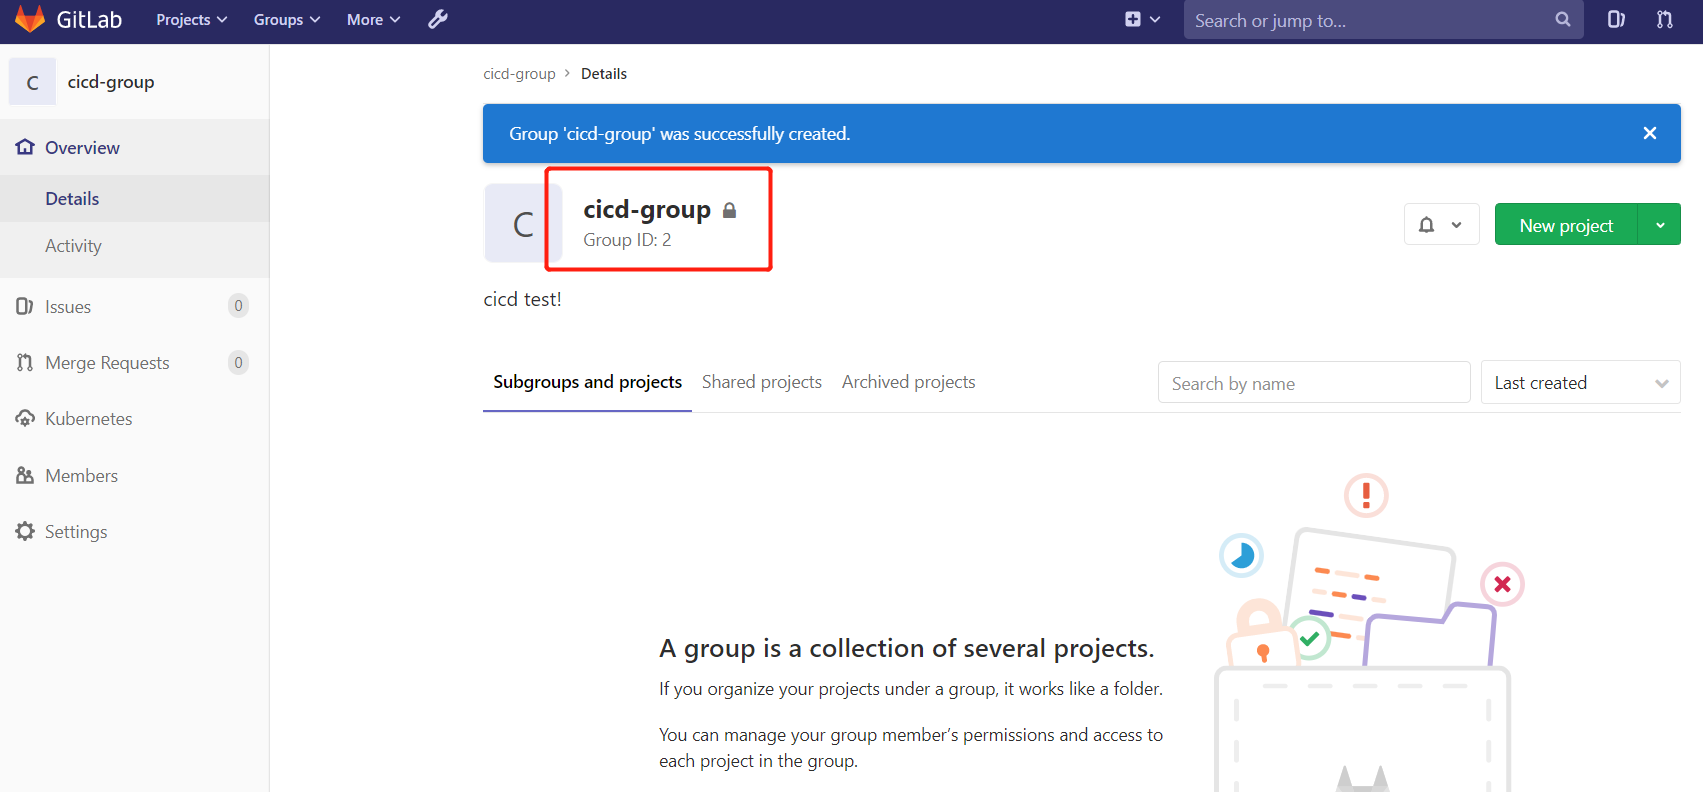 GitLab Projects Groups More Search or jump to...
C cicd-group
Overview
Details
Activity
Issues 0
Merge Requests 0
Kubernetes
Members
Settings
cicd-group > Details
Group 'cicd-group' was successfully created.
C
cicd-group
Group ID: 2
New project
cicd test!
Subgroups and projects Shared projects Archived projects Search by name Last created
A group is a collection of several projects.
If you organize your projects under a group, it works like a folder.
You can manage your group member’s permissions and access to
each project in the group.